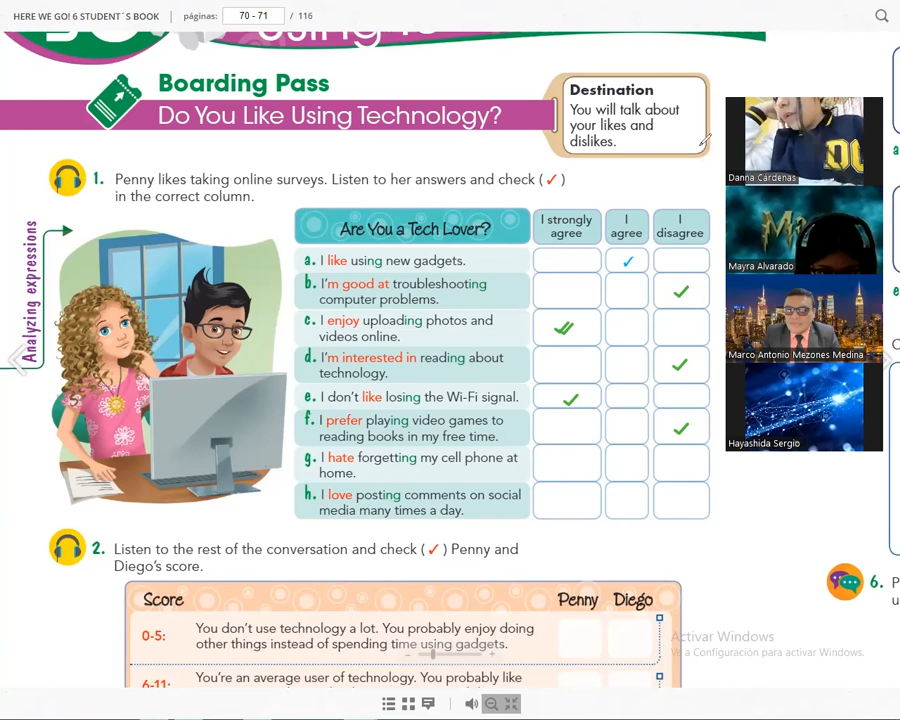 HERE WE GO! 6 STUDENT´S BOOK
páginas: 70 - 71 / 116
Boarding Pass
Do You Like Using Technology?
Destination
You will talk about
your likes and
dislikes.
1. Penny likes taking online surveys. Listen to her answers and check (✓)
in the correct column.
Analyzing expressions
Are You a Tech Lover?
I strongly
agree
I
agree
I
disagree
a. I like using new gadgets.
b. I'm good at troubleshooting
computer problems.
c. I enjoy uploading photos and
videos online.
d. I'm interested in reading about
technology.
e. I don't like losing the Wi-Fi signal.
f. I prefer playing video games to
reading books in my free time.
g. I hate forgetting my cell phone at
home.
h. I love posting comments on social
media many times a day.
2. Listen to the rest of the conversation and check (✓) Penny and
Diego's score.
Score Penny Diego
0-5: You don't use technology a lot. You probably enjoy doing
other things instead of spending time using gadgets.
6-11: You're an average user of technology. You probably like
Danna Cárdenas
Mayra Alvarado
Marco Antonio Mezones Medina
Hayashida Sergio
6.
Activar Windows
Ve a Configuración para activar Windows.